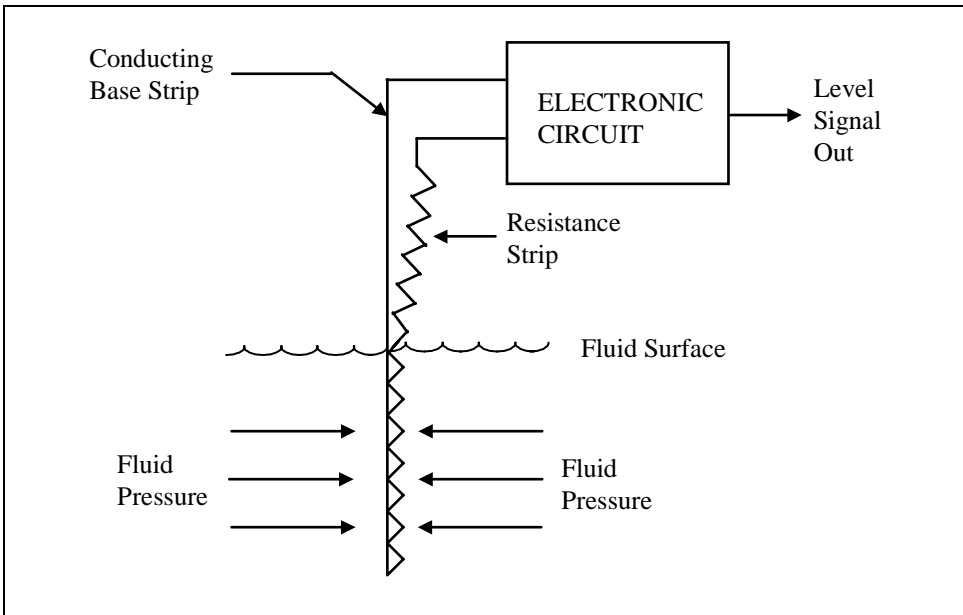 Conducting
Base Strip
ELECTRONIC
CIRCUIT
Level
Signal
Out
Resistance
Strip
Fluid Surface
Fluid
Pressure
Fluid
Pressure